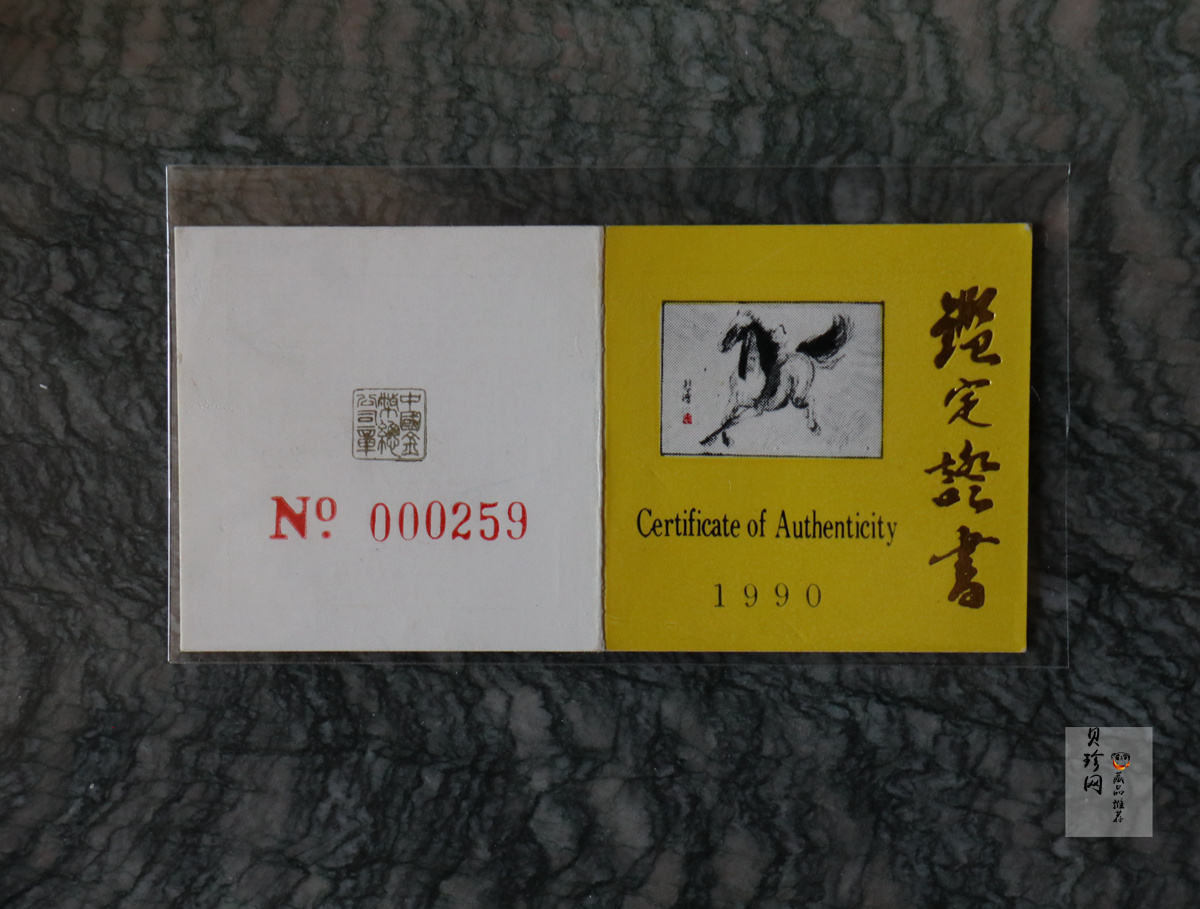 中國金
幣總
公司章
Nº 000259
鑑定證書
Certificate of Authenticity
1990
贝珍网
藏品推荐